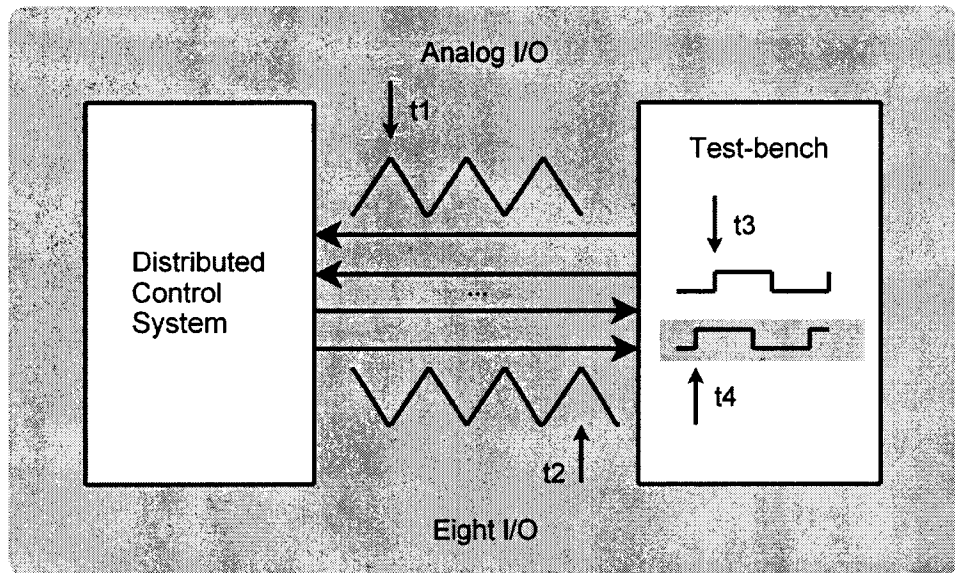 Analog I/O
t1
Test-bench
t3
Distributed
Control
System
...
t4
t2
Eight I/O